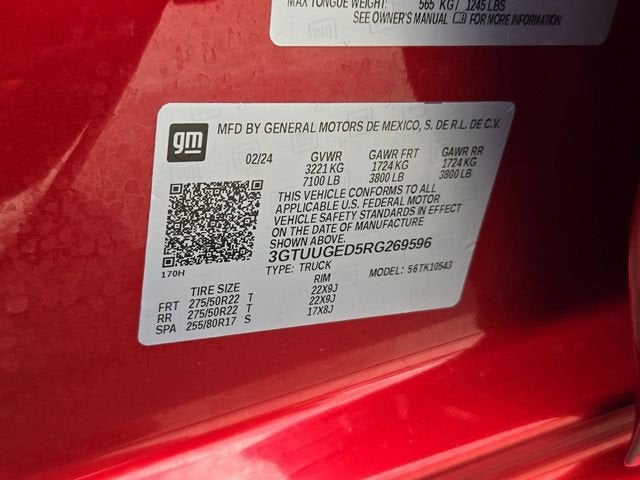 MAX TONGUE WEIGHT: 565 KG / 1245 LBS
SEE OWNER'S MANUAL FOR MORE INFORMATION
gm
MFD BY GENERAL MOTORS DE MEXICO, S. DE R.L. DE C.V.
02/24 GVWR GAWR FRT GAWR RR
3221 KG 1724 KG 1724 KG
7100 LB 3800 LB 3800 LB
THIS VEHICLE CONFORMS TO ALL
APPLICABLE U.S. FEDERAL MOTOR
VEHICLE SAFETY STANDARDS IN EFFECT
ON THE DATE OF MANUFACTURE
SHOWN ABOVE.
3GTUUGED5RG269596
170H
TYPE: TRUCK MODEL: 56TK10543
TIRE SIZE RIM
FRT 275/50R22 T 22X9J
RR 275/50R22 T 22X9J
SPA 255/80R17 S 17X8J